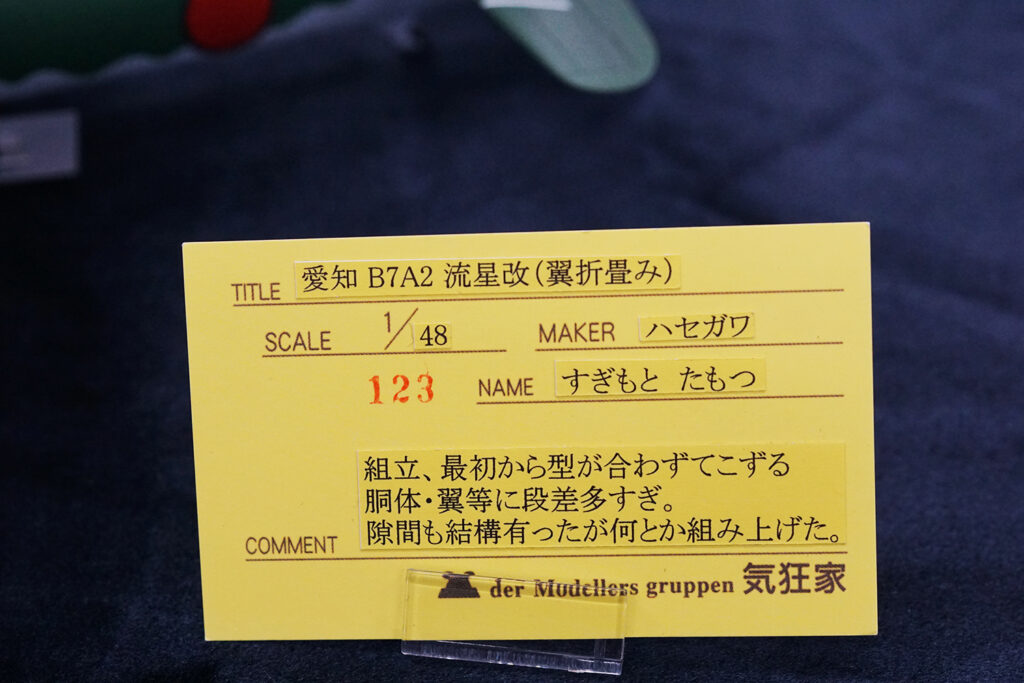 TITLE 愛知 B7A2 流星改(翼折畳み)
SCALE 1/48 MAKER ハセガワ
123 NAME すぎもと たもつ
組立、最初から型が合わずてこずる
胴体・翼等に段差多すぎ。
隙間も結構有ったが何とか組み上げた。
COMMENT
der Modellers gruppen 気狂家